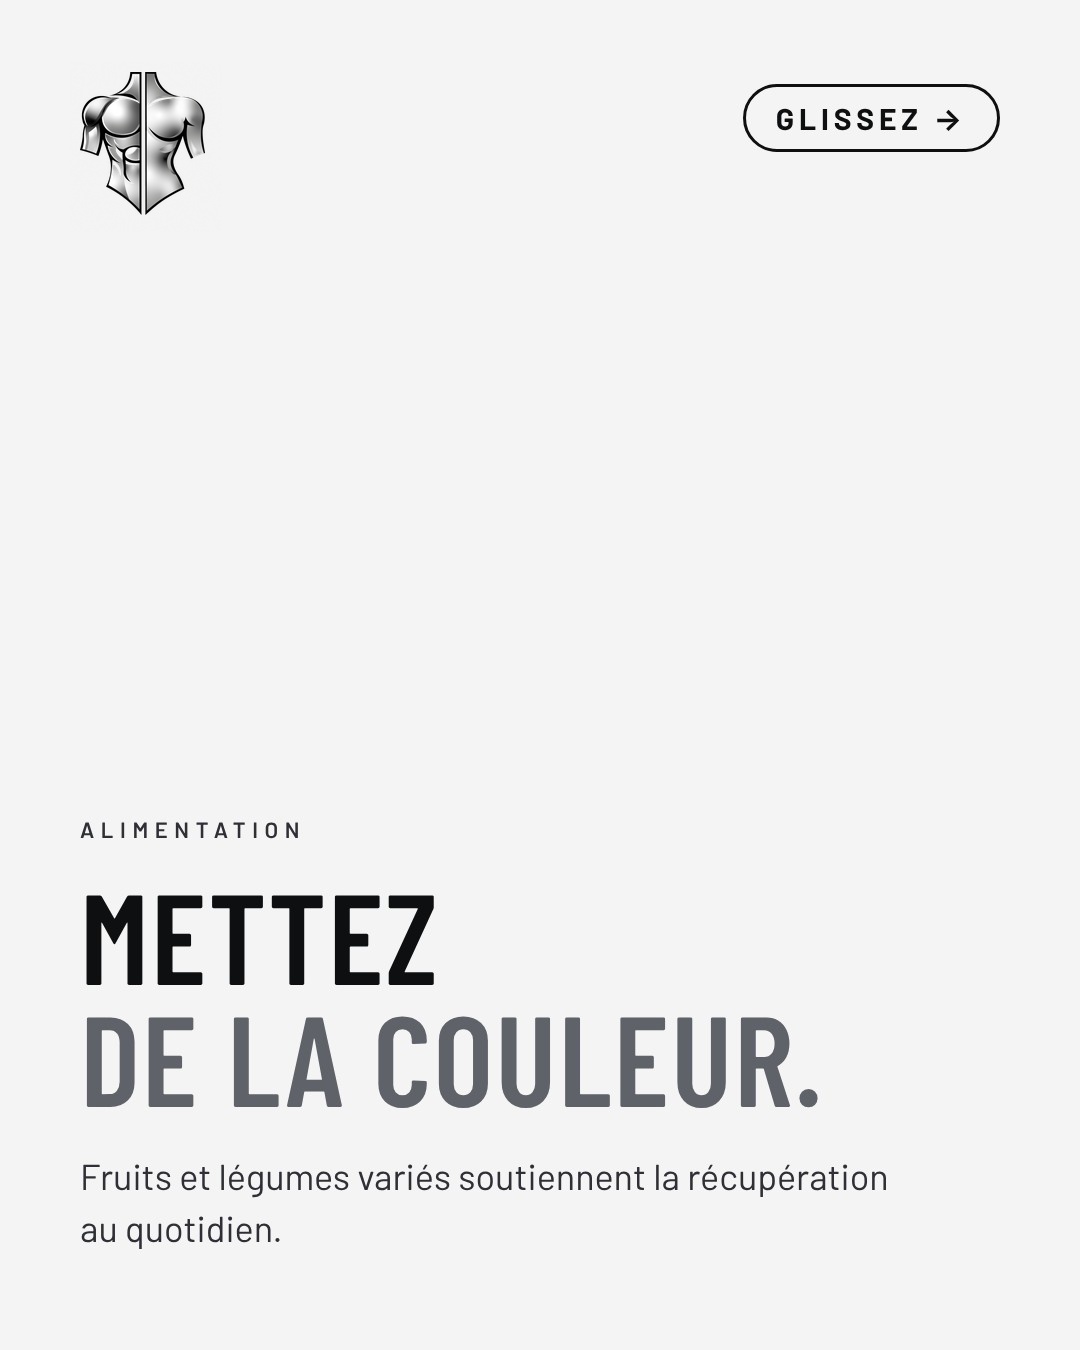 GLISSEZ →
ALIMENTATION
METTEZ
DE LA COULEUR.
Fruits et légumes variés soutiennent la récupération
au quotidien.